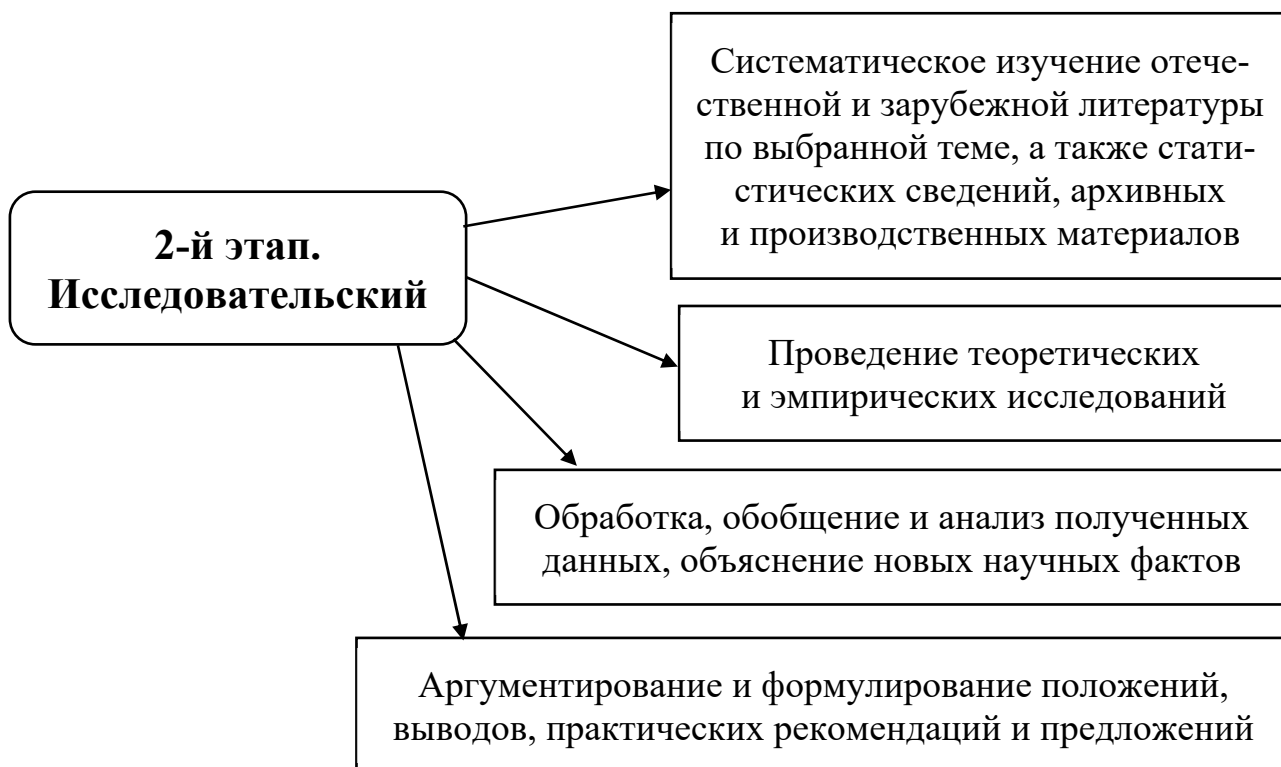 Систематическое изучение отече-
ственной и зарубежной литературы
по выбранной теме, а также стати-
стических сведений, архивных
и производственных материалов
2-й этап.
Исследовательский
Проведение теоретических
и эмпирических исследований
Обработка, обобщение и анализ полученных
данных, объяснение новых научных фактов
Аргументирование и формулирование положений,
выводов, практических рекомендаций и предложений